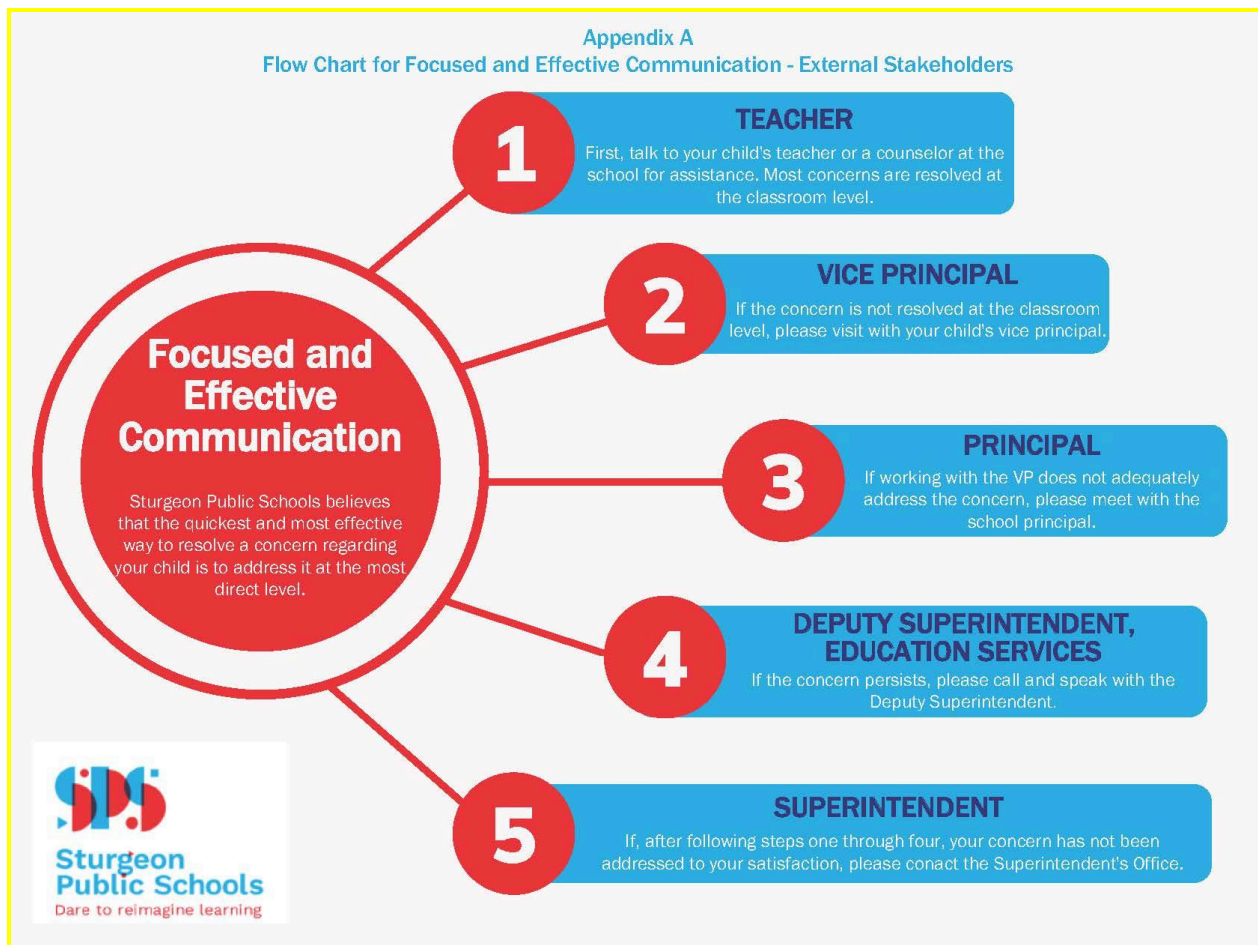 Appendix A
Flow Chart for Focused and Effective Communication - External Stakeholders
1
TEACHER
First, talk to your child's teacher or a counselor at the
school for assistance. Most concerns are resolved at
the classroom level.
2
VICE PRINCIPAL
If the concern is not resolved at the classroom
level, please visit with your child's vice principal.
Focused and
Effective
Communication
Sturgeon Public Schools believes
that the quickest and most effective
way to resolve a concern regarding
your child is to address it at the most
direct level.
3
PRINCIPAL
If working with the VP does not adequately
address the concern, please meet with the
school principal.
4
DEPUTY SUPERINTENDENT,
EDUCATION SERVICES
If the concern persists, please call and speak with the
Deputy Superintendent.
5
SUPERINTENDENT
If, after following steps one through four, your concern has not been
addressed to your satisfaction, please conact the Superintendent's Office.
SPS
Sturgeon
Public Schools
Dare to reimagine learning